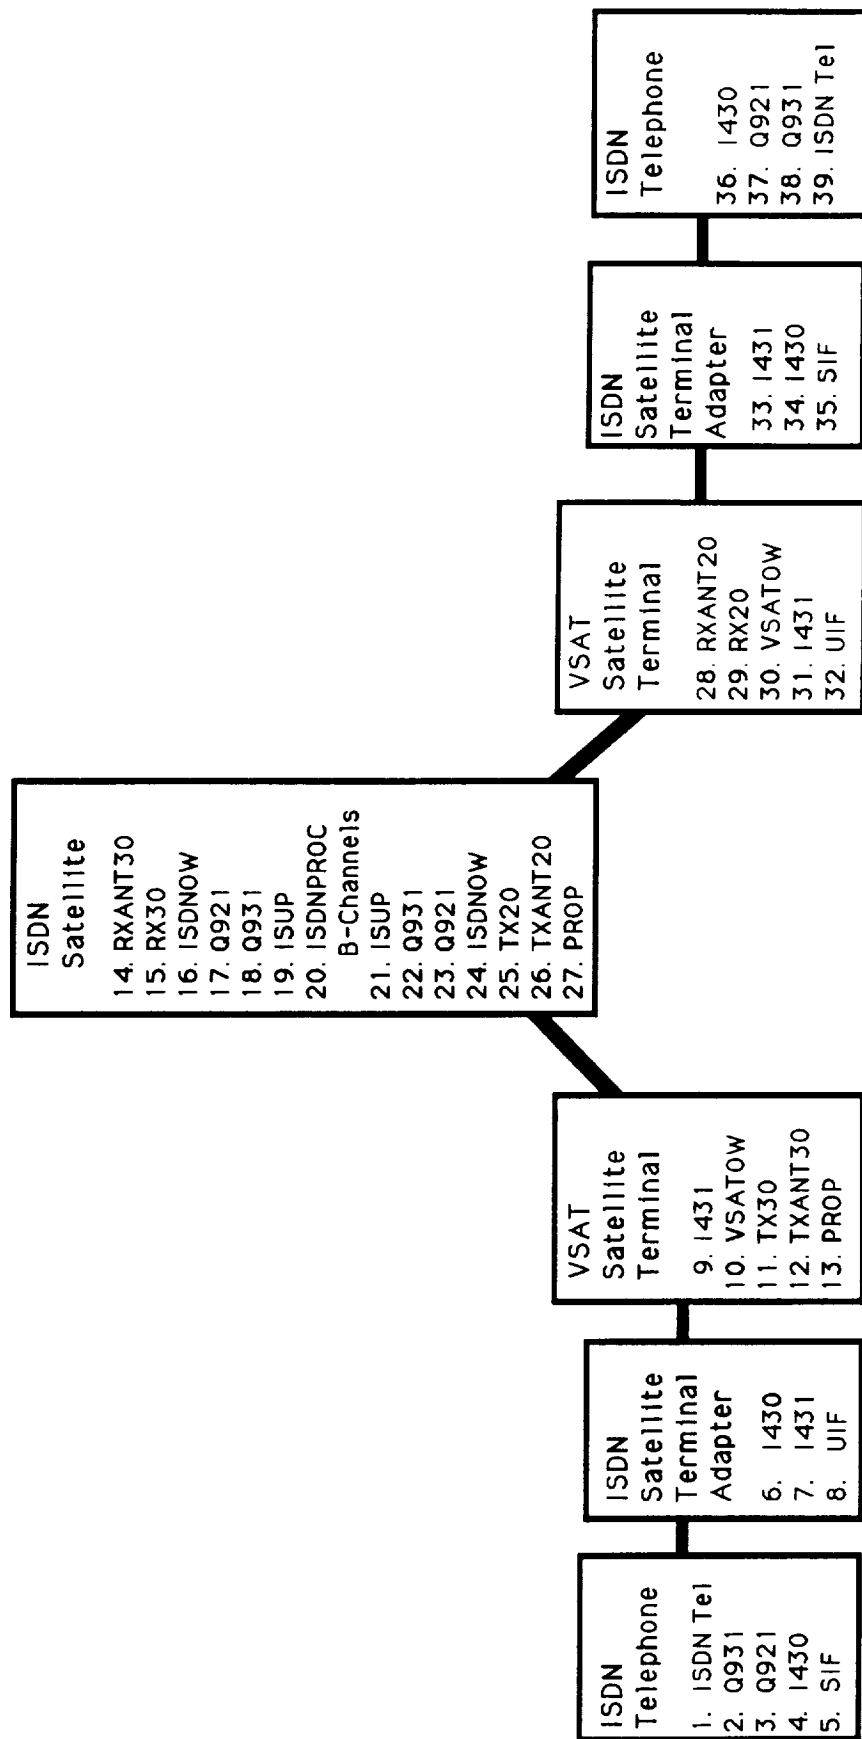 ISDN
Telephone
1. ISDN Tel
2. Q931
3. Q921
4. I430
5. SIF
ISDN
Satellite
Terminal
Adapter
6. I430
7. I431
8. UIF
VSAT
Satellite
Terminal
9. I431
10. VSATOW
11. TX30
12. TXANT30
13. PROP
ISDN
Satellite
14. RXANT30
15. RX30
16. ISDNOW
17. Q921
18. Q931
19. ISUP
20. ISDNPROC
B-Channels
21. ISUP
22. Q931
23. Q921
24. ISDNOW
25. TX20
26. TXANT20
27. PROP
VSAT
Satellite
Terminal
28. RXANT20
29. RX20
30. VSATOW
31. I431
32. UIF
ISDN
Satellite
Terminal
Adapter
33. I431
34. I430
35. SIF
ISDN
Telephone
36. I430
37. Q921
38. Q931
39. ISDN Tel